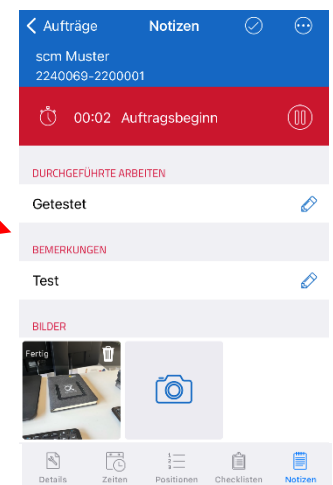 Aufträge Notizen
scm Muster
2240069-2200001
00:02 Auftragsbeginn
DURCHGEFÜHRTE ARBEITEN
Getestet
BEMERKUNGEN
Test
BILDER
Fertig
Details Zeiten Positionen Checklisten Notizen